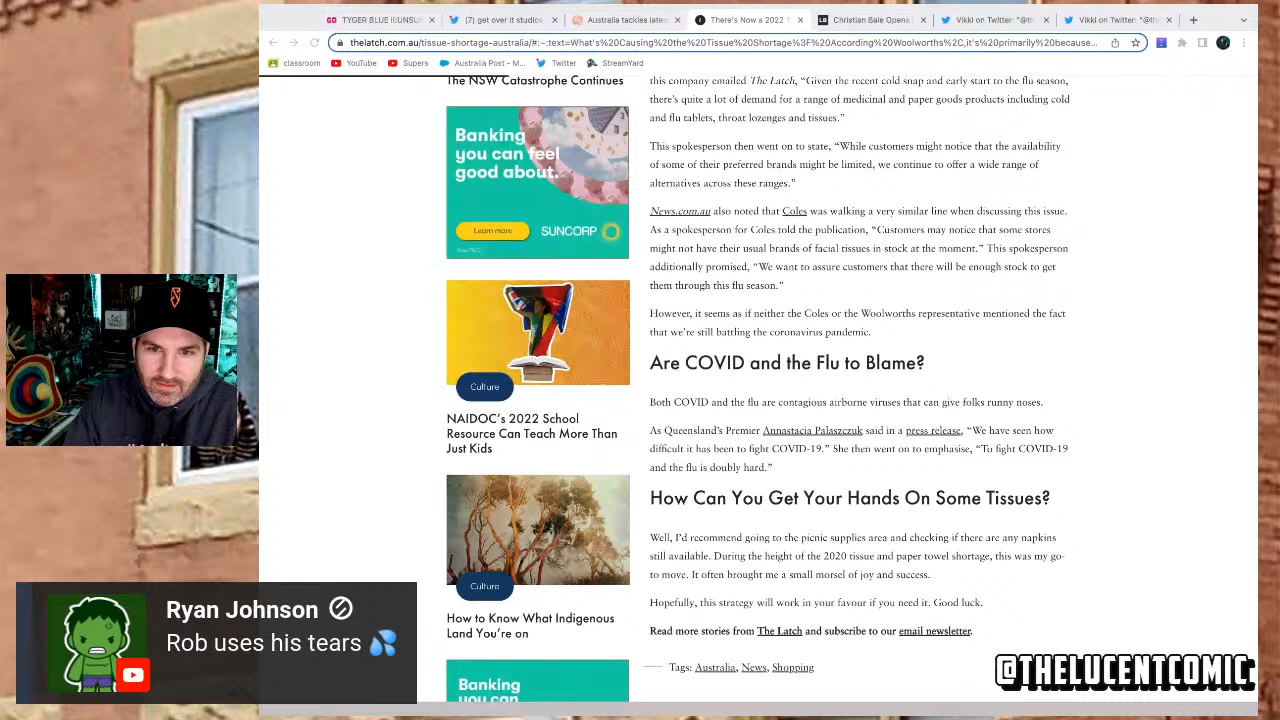 TYGER BLUE II:UNSU
(7) get over it studios
Australia tackles lates
There's Now a 2022 T
Christian Bale Opens
Vikki on Twitter: "@th
Vikki on Twitter: "@th
thelatch.com.au/tissue-shortage-australia/#:~:text=What's%20Causing%20the%20Tissue%20Shortage%3F%20According%20Woolworths%2C,it's%20primarily%20because...
classroom
YouTube
Supers
Australia Post - M...
Twitter
StreamYard
The NSW Catastrophe Continues
Banking
you can feel
good about.
Learn more
SUNCORP
Culture
NAIDOC's 2022 School
Resource Can Teach More Than
Just Kids
Culture
How to Know What Indigenous
Land You're on
Banking
you can
this company emailed The Latch, “Given the recent cold snap and early start to the flu season,
there's quite a lot of demand for a range of medicinal and paper goods products including cold
and flu tablets, throat lozenges and tissues.”
This spokesperson then went on to state, “While customers might notice that the availability
of some of their preferred brands might be limited, we continue to offer a wide range of
alternatives across these ranges.”
News.com.au also noted that Coles was walking a very similar line when discussing this issue.
As a spokesperson for Coles told the publication, “Customers may notice that some stores
might not have their usual brands of facial tissues in stock at the moment.” This spokesperson
additionally promised, “We want to assure customers that there will be enough stock to get
them through this flu season.”
However, it seems as if neither the Coles or the Woolworths representative mentioned the fact
that we're still battling the coronavirus pandemic.
Are COVID and the Flu to Blame?
Both COVID and the flu are contagious airborne viruses that can give folks runny noses.
As Queensland's Premier Annastacia Palaszczuk said in a press release, “We have seen how
difficult it has been to fight COVID-19.” She then went on to emphasise, “To fight COVID-19
and the flu is doubly hard.”
How Can You Get Your Hands On Some Tissues?
Well, I'd recommend going to the picnic supplies area and checking if there are any napkins
still available. During the height of the 2020 tissue and paper towel shortage, this was my go-
to move. It often brought me a small morsel of joy and success.
Hopefully, this strategy will work in your favour if you need it. Good luck.
Read more stories from The Latch and subscribe to our email newsletter.
Tags: Australia, News, Shopping
Ryan Johnson
Rob uses his tears 💦
@THELUCENTCOMIC